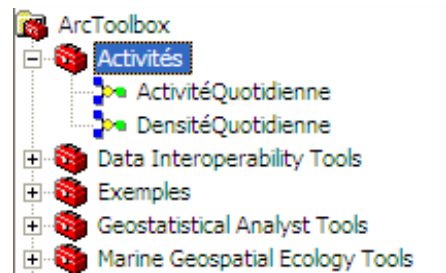 ArcToolbox
Activités
ActivitéQuotidienne
DensitéQuotidienne
Data Interoperability Tools
Exemples
Geostatistical Analyst Tools
Marine Geospatial Ecology Tools